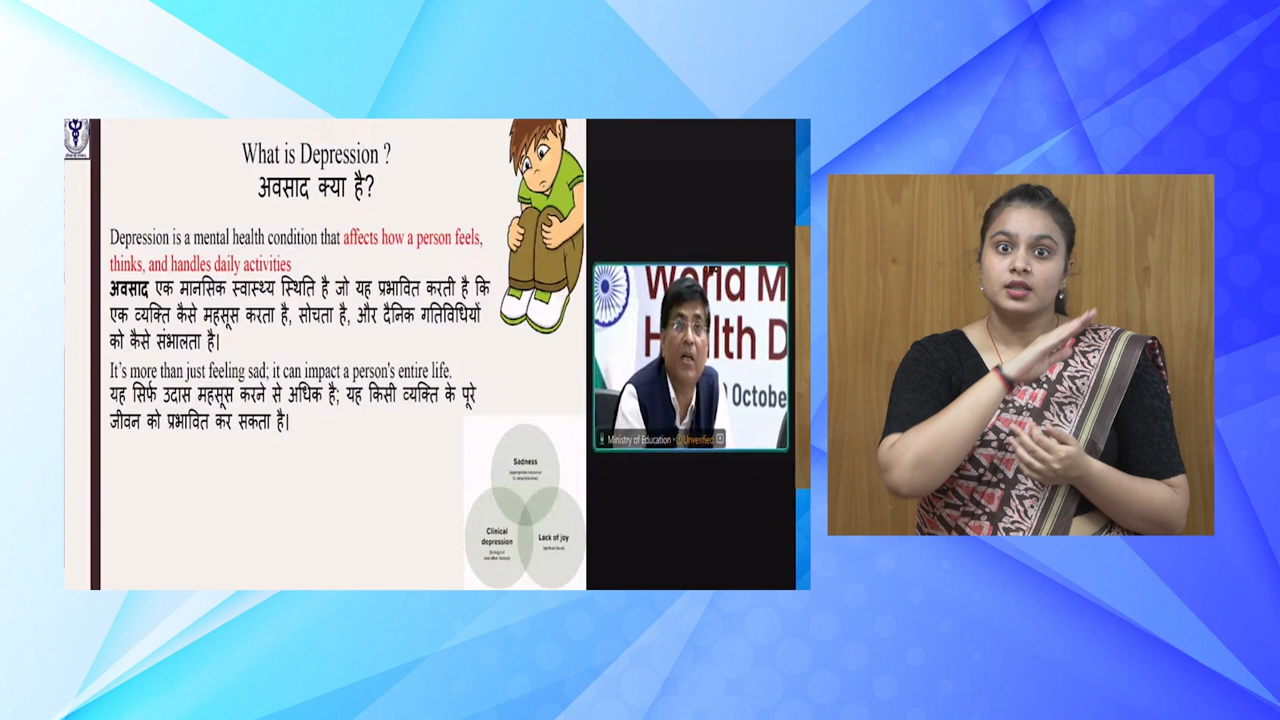 What is Depression ?
अवसाद क्या है?
Depression is a mental health condition that affects how a person feels,
thinks, and handles daily activities
अवसाद एक मानसिक स्वास्थ्य स्थिति है जो यह प्रभावित करती है कि
एक व्यक्ति कैसे महसूस करता है, सोचता है, और दैनिक गतिविधियों
को कैसे संभालता है।
It's more than just feeling sad; it can impact a person's entire life.
यह सिर्फ उदास महसूस करने से अधिक है; यह किसी व्यक्ति के पूरे
जीवन को प्रभावित कर सकता है।
Sadness
Clinical
depression
Lack of joy
World M
Health D
October
Ministry of Education
Unverified